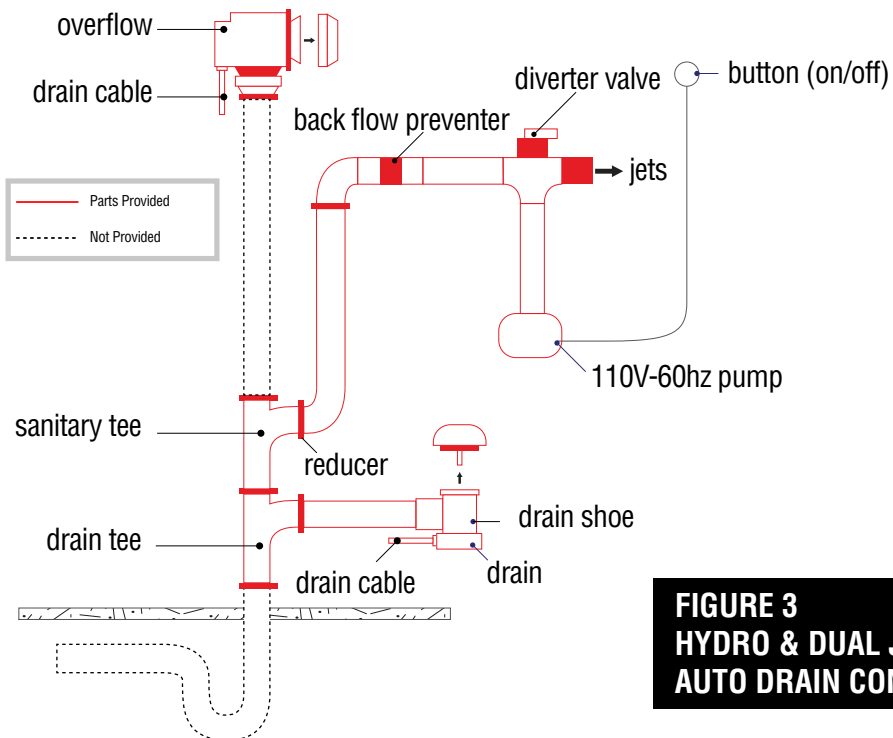 overflow
drain cable
diverter valve
button (on/off)
back flow preventer
jets
Parts Provided
Not Provided
110V-60hz pump
sanitary tee
reducer
drain shoe
drain tee
drain cable
drain
FIGURE 3
HYDRO & DUAL
AUTO DRAIN